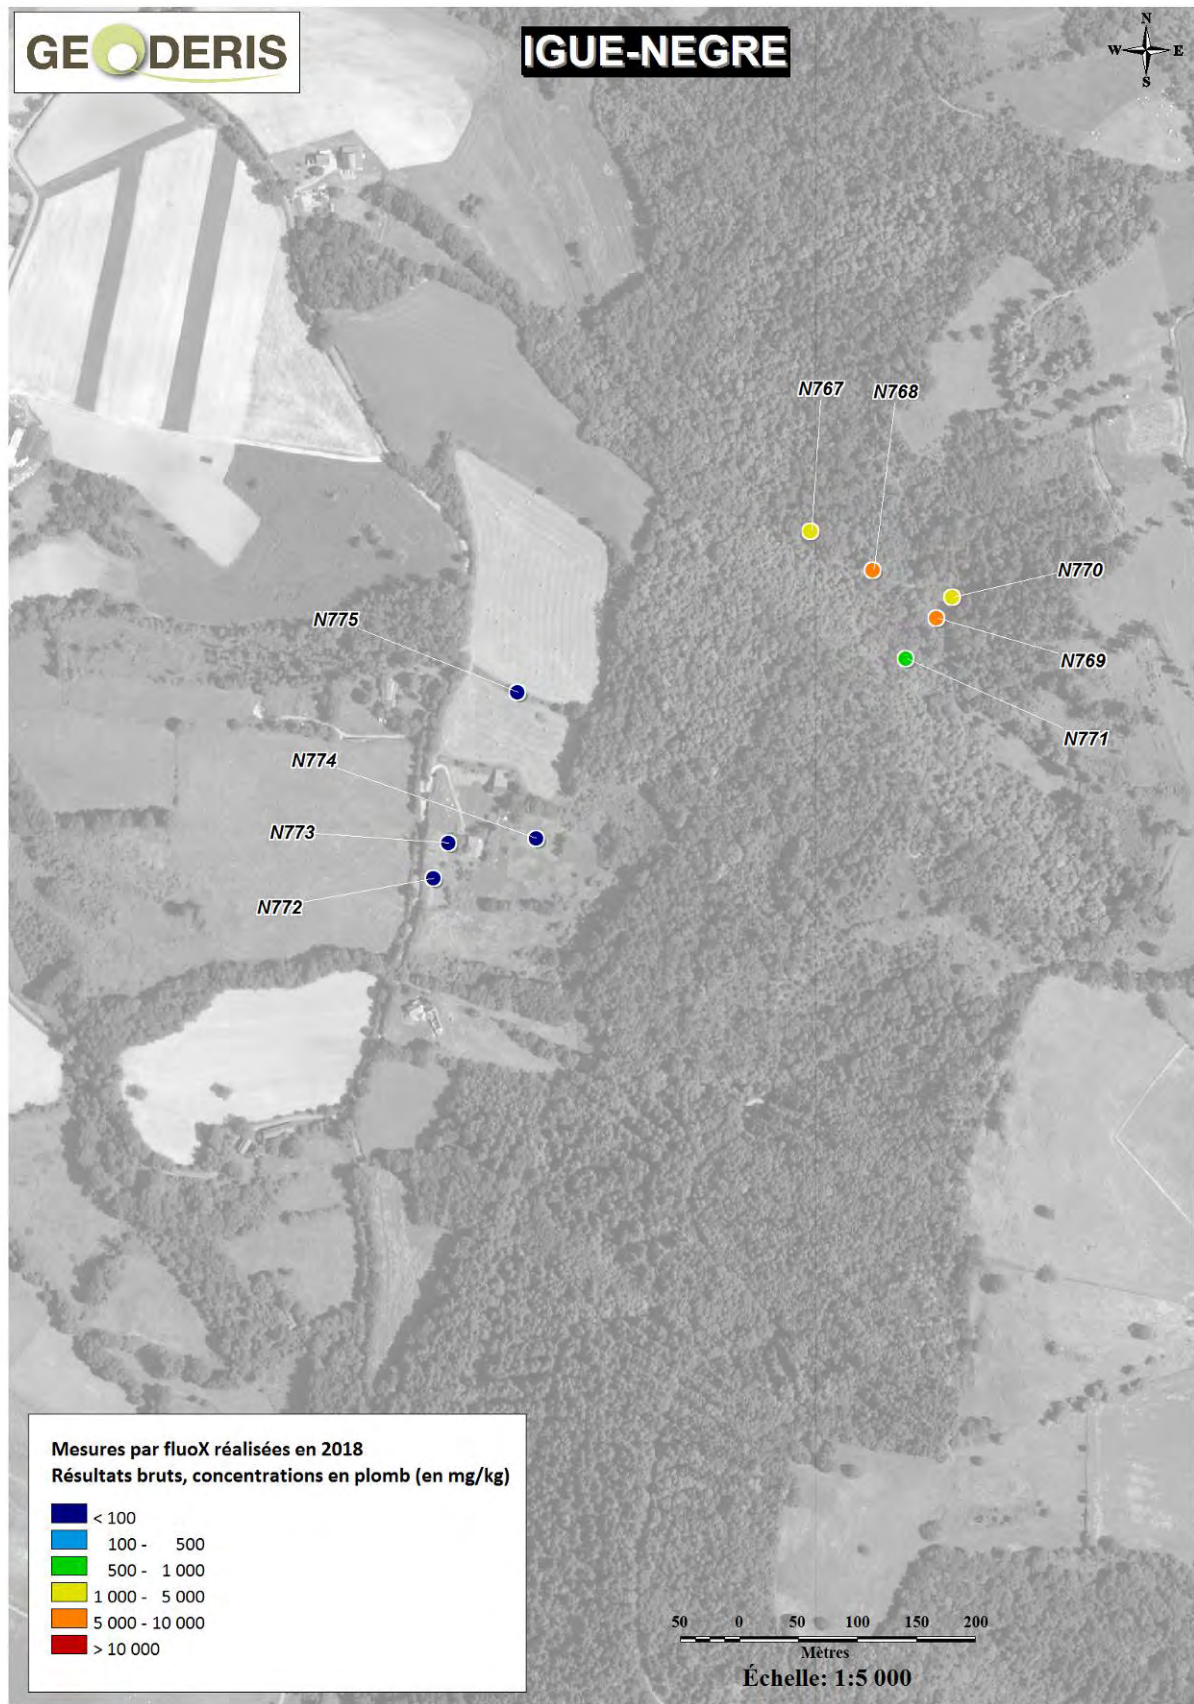 GEODERIS
IGUE-NEGRE
N
W E
S
N767
N768
N770
N775
N769
N771
N774
N773
N772
Mesures par fluoX réalisées en 2018
Résultats bruts, concentrations en plomb (en mg/kg)
< 100
100 - 500
500 - 1 000
1 000 - 5 000
5 000 - 10 000
> 10 000
50 0 50 100 150 200
Mètres
Échelle: 1:5 000